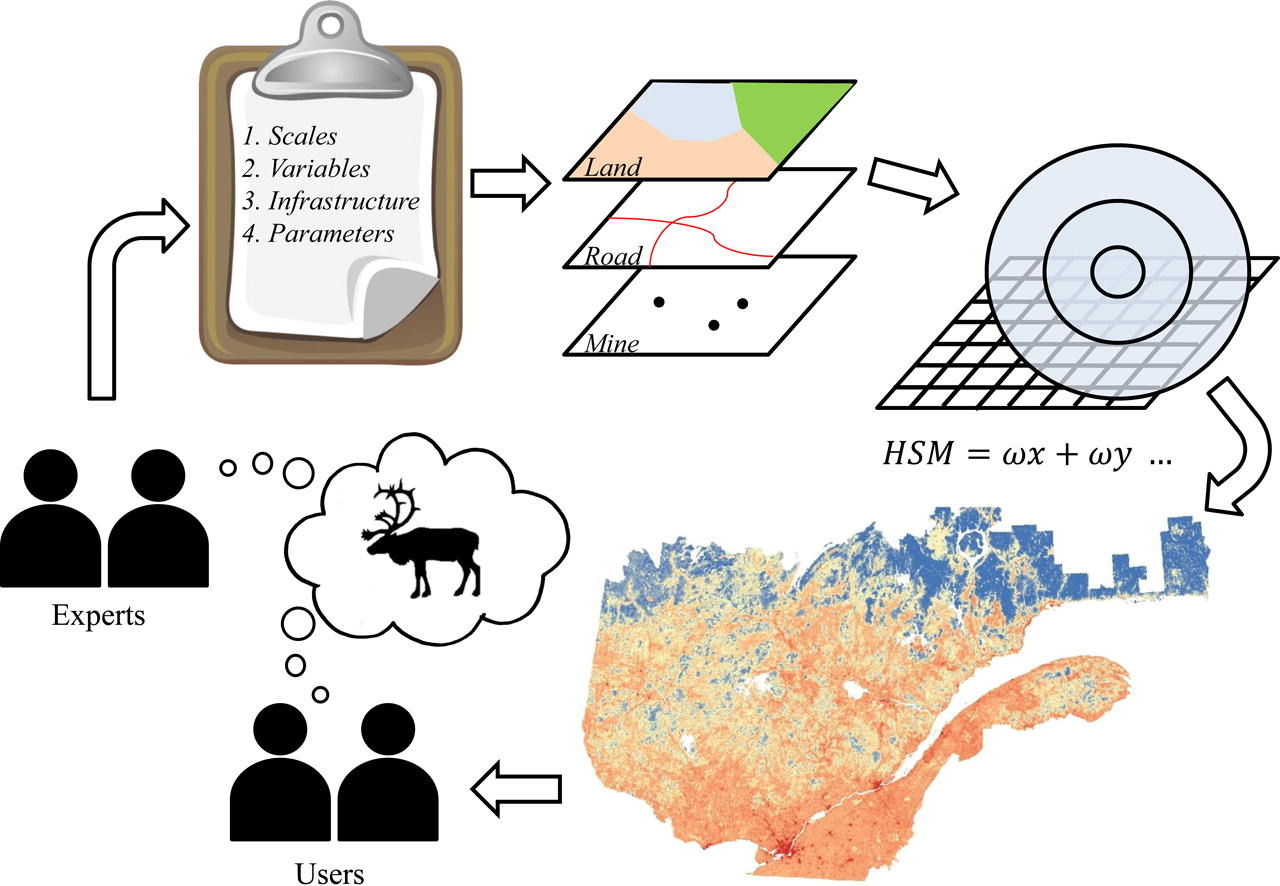 1. Scales
2. Variables
3. Infrastructure
4. Parameters
Land
Road
Mine
HSM = ωx + ωy ...
Experts
Users